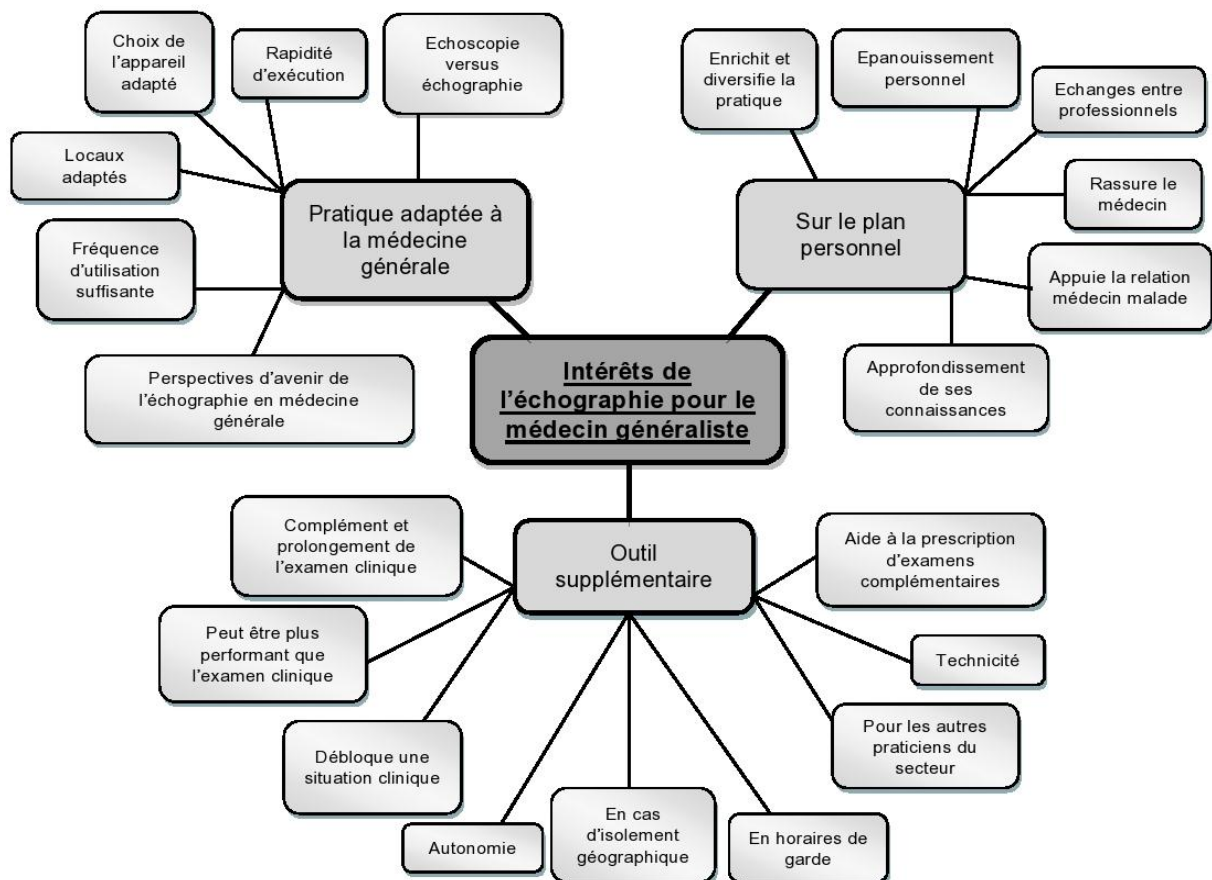 Choix de
l'appareil
adapté
Rapidité
d'exécution
Echoscopie
versus
échographie
Locaux
adaptés
Pratique adaptée à
la médecine
générale
Fréquence
d'utilisation
suffisante
Perspectives d'avenir de
l'échographie en médecine
générale
Enrichit et
diversifie la
pratique
Epanouissement
personnel
Echanges entre
professionnels
Rassure le
médecin
Sur le plan
personnel
Appuie la relation
médecin malade
Approfondissement
de ses
connaissances
Intérêts de
l'échographie pour le
médecin généraliste
Outil
supplémentaire
Complément et
prolongement de
l'examen clinique
Peut être plus
performant que
l'examen clinique
Débloque une
situation clinique
Autonomie
En cas
d'isolement
géographique
En horaires de
garde
Pour les autres
praticiens du
secteur
Technicité
Aide à la prescription
d'examens
complémentaires